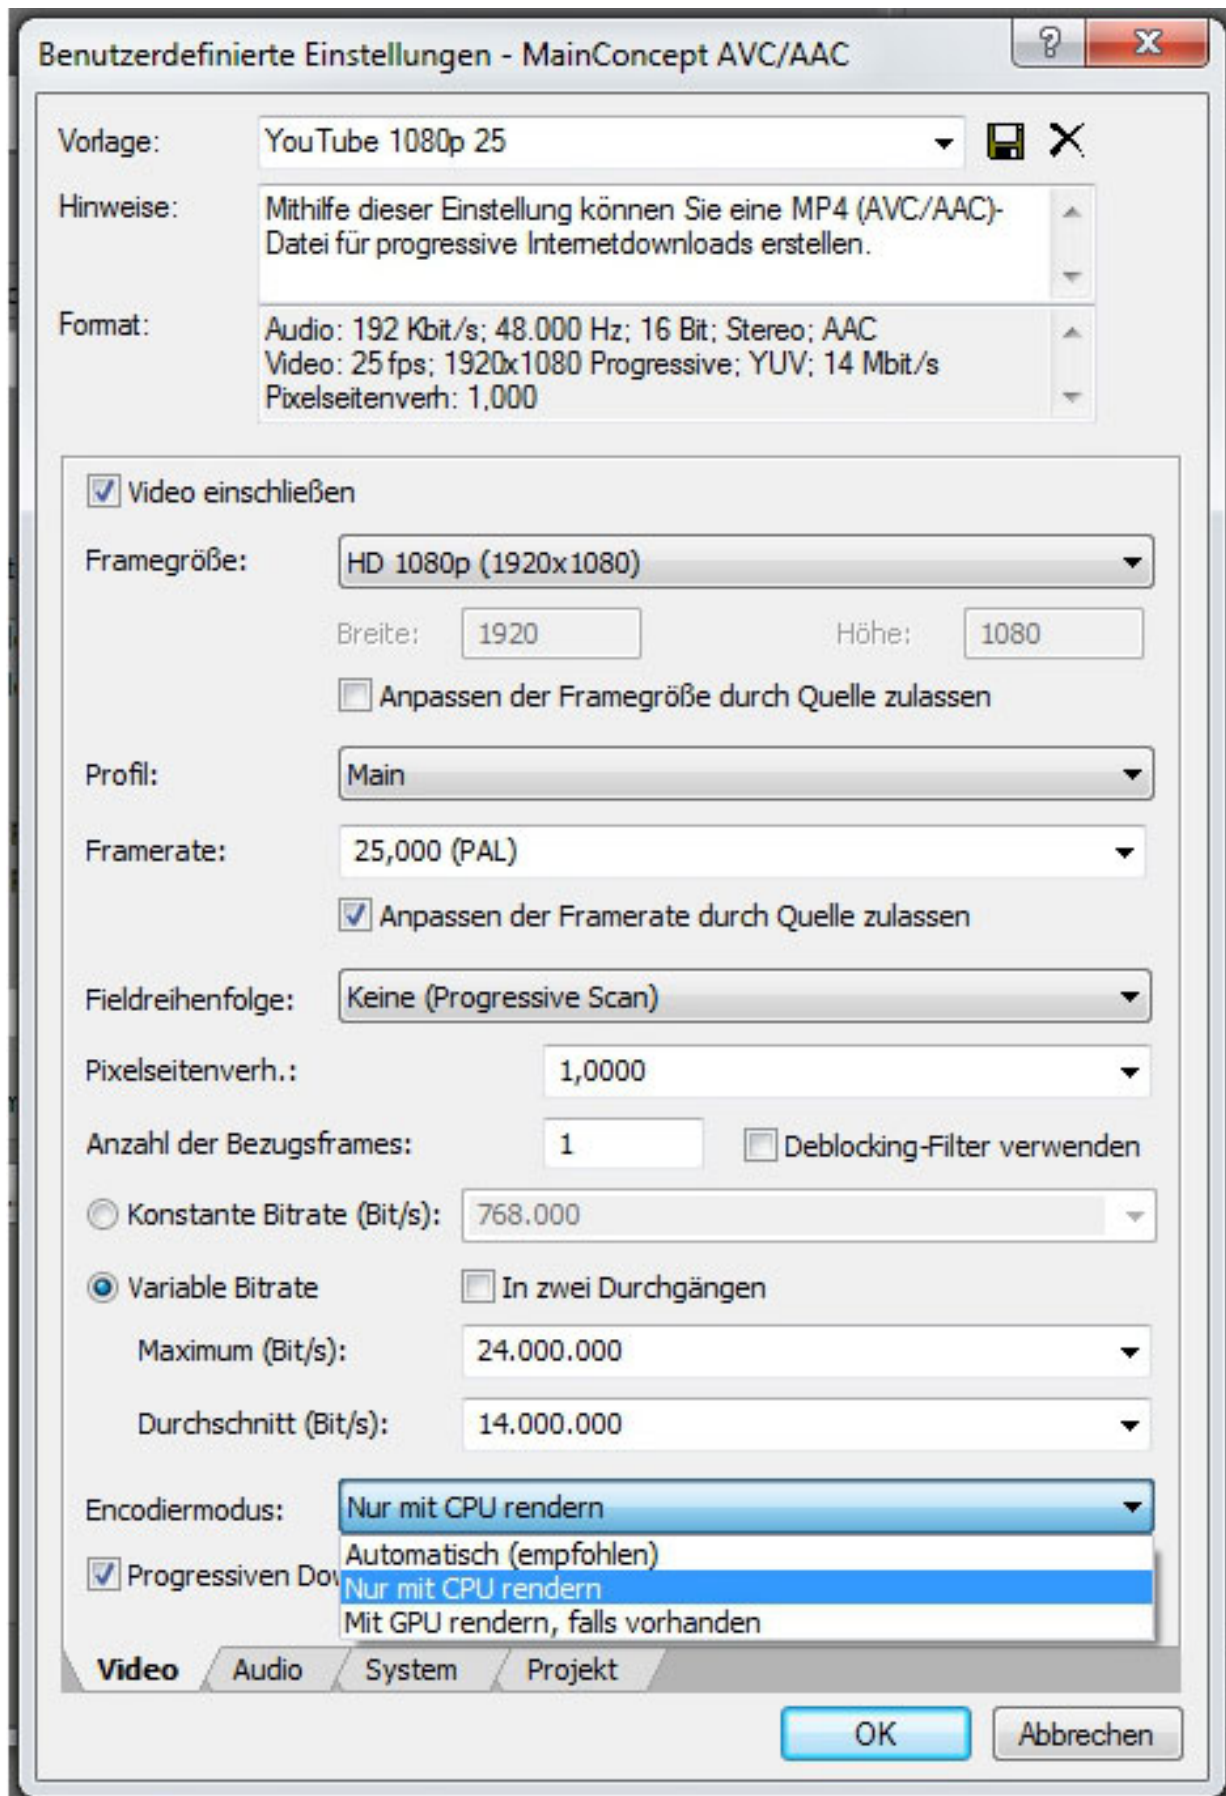 Benutzerdefinierte Einstellungen - MainConcept AVC/AAC
Vorlage: YouTube 1080p 25
Hinweise: Mithilfe dieser Einstellung können Sie eine MP4 (AVC/AAC)-
Datei für progressive Internetdownloads erstellen.
Format: Audio: 192 Kbit/s; 48.000 Hz; 16 Bit; Stereo; AAC
Video: 25 fps; 1920x1080 Progressive; YUV; 14 Mbit/s
Pixelseitenverh: 1,000
Video einschließen
Framegröße: HD 1080p (1920x1080)
Breite: 1920 Höhe: 1080
Anpassen der Framegröße durch Quelle zulassen
Profil: Main
Framerate: 25,000 (PAL)
Anpassen der Framerate durch Quelle zulassen
Fieldreihenfolge: Keine (Progressive Scan)
Pixelseitenverh.: 1,0000
Anzahl der Bezugsframes: 1 Deblocking-Filter verwenden
Konstante Bitrate (Bit/s): 768.000
Variable Bitrate In zwei Durchgängen
Maximum (Bit/s): 24.000.000
Durchschnitt (Bit/s): 14.000.000
Encodiermodus: Nur mit CPU rendern
Automatisch (empfohlen)
Progressiven Dow Nur mit CPU rendern
Mit GPU rendern, falls vorhanden
Video Audio System Projekt
OK Abbrechen